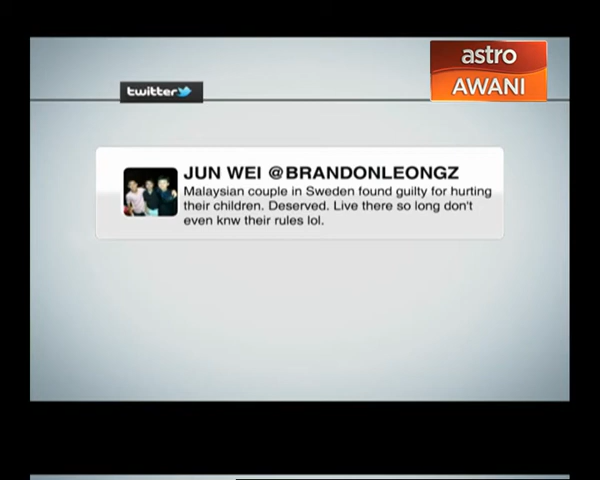 astro
AWANI
twitter
JUN WEI @BRANDONLEONGZ
Malaysian couple in Sweden found guilty for hurting
their children. Deserved. Live there so long don't
even knw their rules lol.